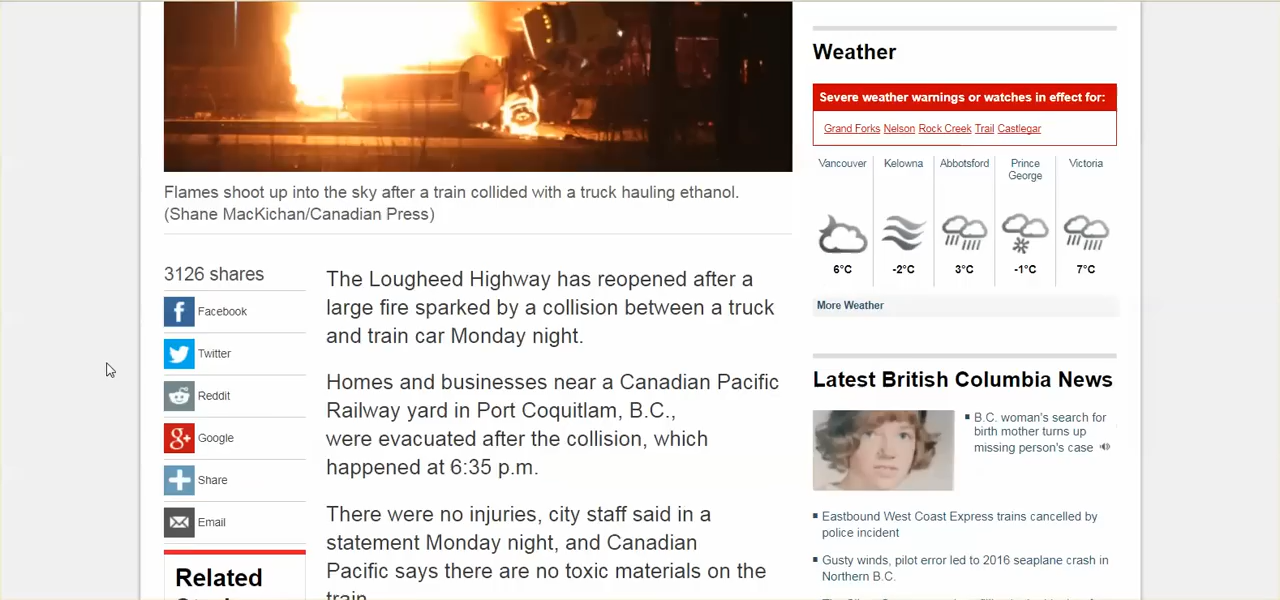 Flames shoot up into the sky after a train collided with a truck hauling ethanol.
(Shane MacKichan/Canadian Press)
3126 shares
Facebook
Twitter
Reddit
Google
Share
Email
Related
The Lougheed Highway has reopened after a
large fire sparked by a collision between a truck
and train car Monday night.
Homes and businesses near a Canadian Pacific
Railway yard in Port Coquitlam, B.C.,
were evacuated after the collision, which
happened at 6:35 p.m.
There were no injuries, city staff said in a
statement Monday night, and Canadian
Pacific says there are no toxic materials on the
train.
Weather
Severe weather warnings or watches in effect for:
Grand Forks Nelson Rock Creek Trail Castlegar
Vancouver Kelowna Abbotsford Prince George Victoria
6°C -2°C 3°C -1°C 7°C
More Weather
Latest British Columbia News
B.C. woman's search for
birth mother turns up
missing person's case
Eastbound West Coast Express trains cancelled by
police incident
Gusty winds, pilot error led to 2016 seaplane crash in
Northern B.C.